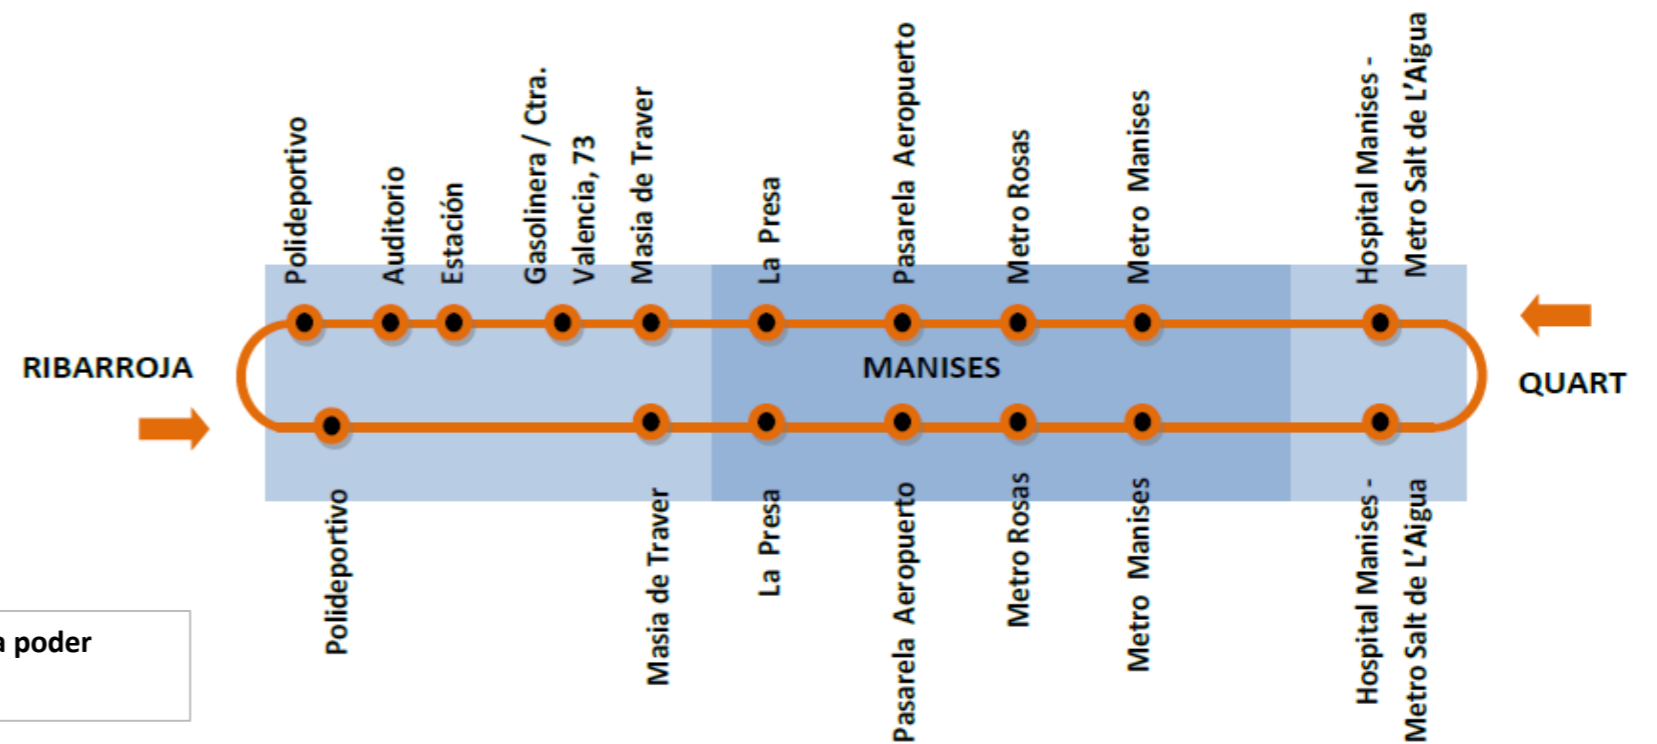 Polideportivo
Auditorio
Estación
Gasolinera / Ctra.
Valencia, 73
Masia de Traver
La Presa
Pasarela Aeropuerto
Metro Rosas
Metro Manises
Hospital Manises -
Metro Salt de L'Aigua
RIBARROJA
MANISES
QUART
Polideportivo
Masia de Traver
La Presa
Pasarela Aeropuerto
Metro Rosas
Metro Manises
Hospital Manises -
Metro Salt de L'Aigua
a poder